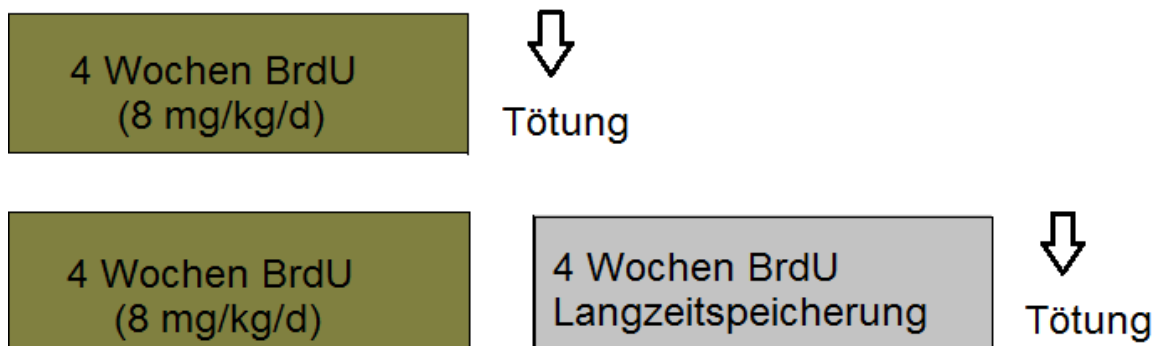 4 Wochen BrdU
(8 mg/kg/d)
Tötung
4 Wochen BrdU
(8 mg/kg/d)
4 Wochen BrdU
Langzeitspeicherung
Tötung